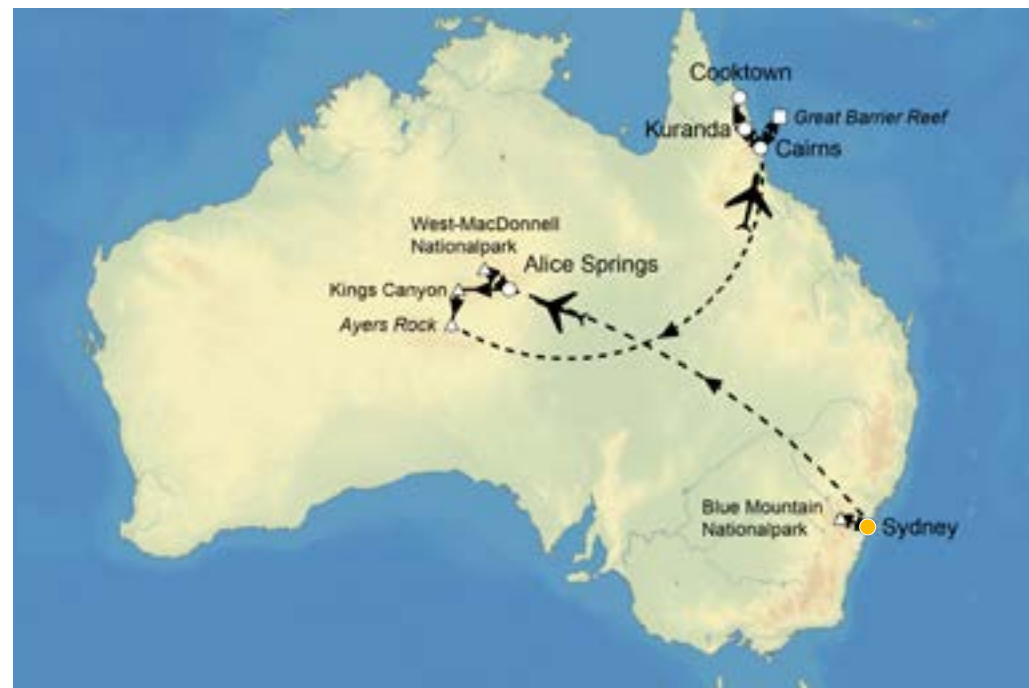 Cooktown
Great Barrier Reef
Kuranda
Cairns
West-MacDonnell
Nationalpark
Alice Springs
Kings Canyon
Ayers Rock
Blue Mountain
Nationalpark
Sydney